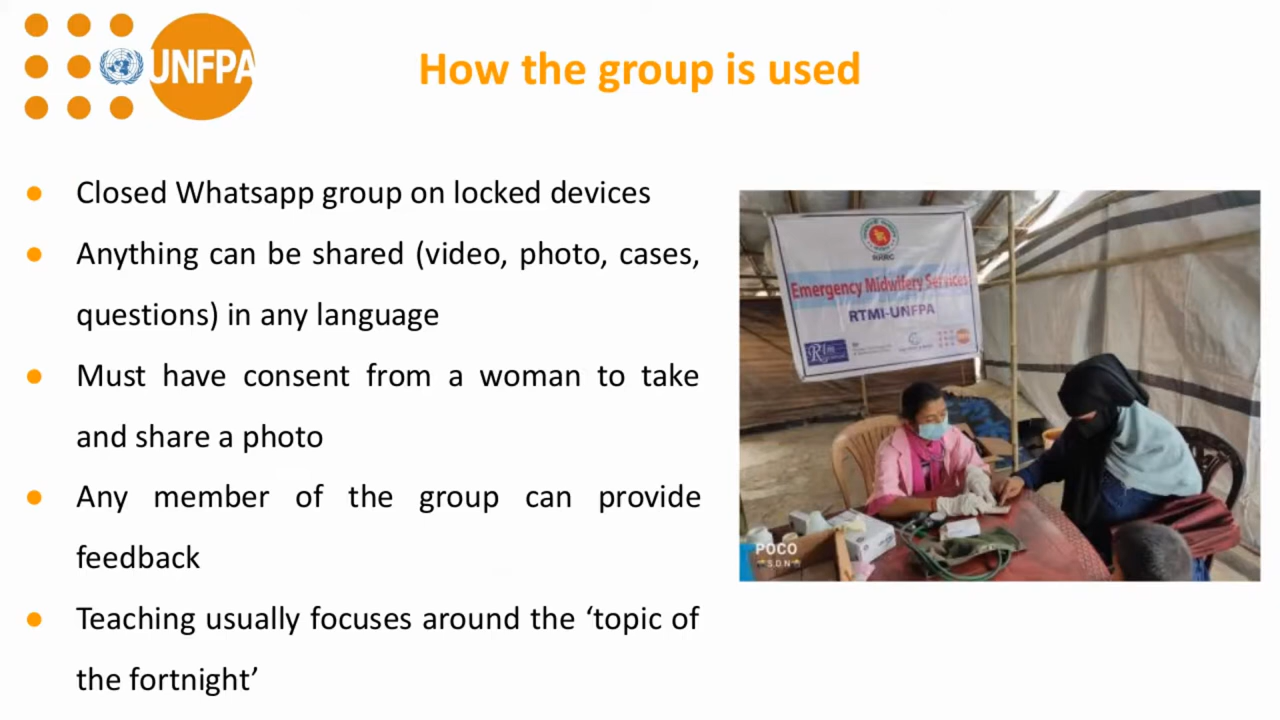 UNFPA
How the group is used
● Closed Whatsapp group on locked devices
● Anything can be shared (video, photo, cases,
questions) in any language
● Must have consent from a woman to take
and share a photo
● Any member of the group can provide
feedback
● Teaching usually focuses around the ‘topic of
the fortnight’
RRRC
Emergency Midwifery Services
RTMI-UNFPA
POCO
SDN